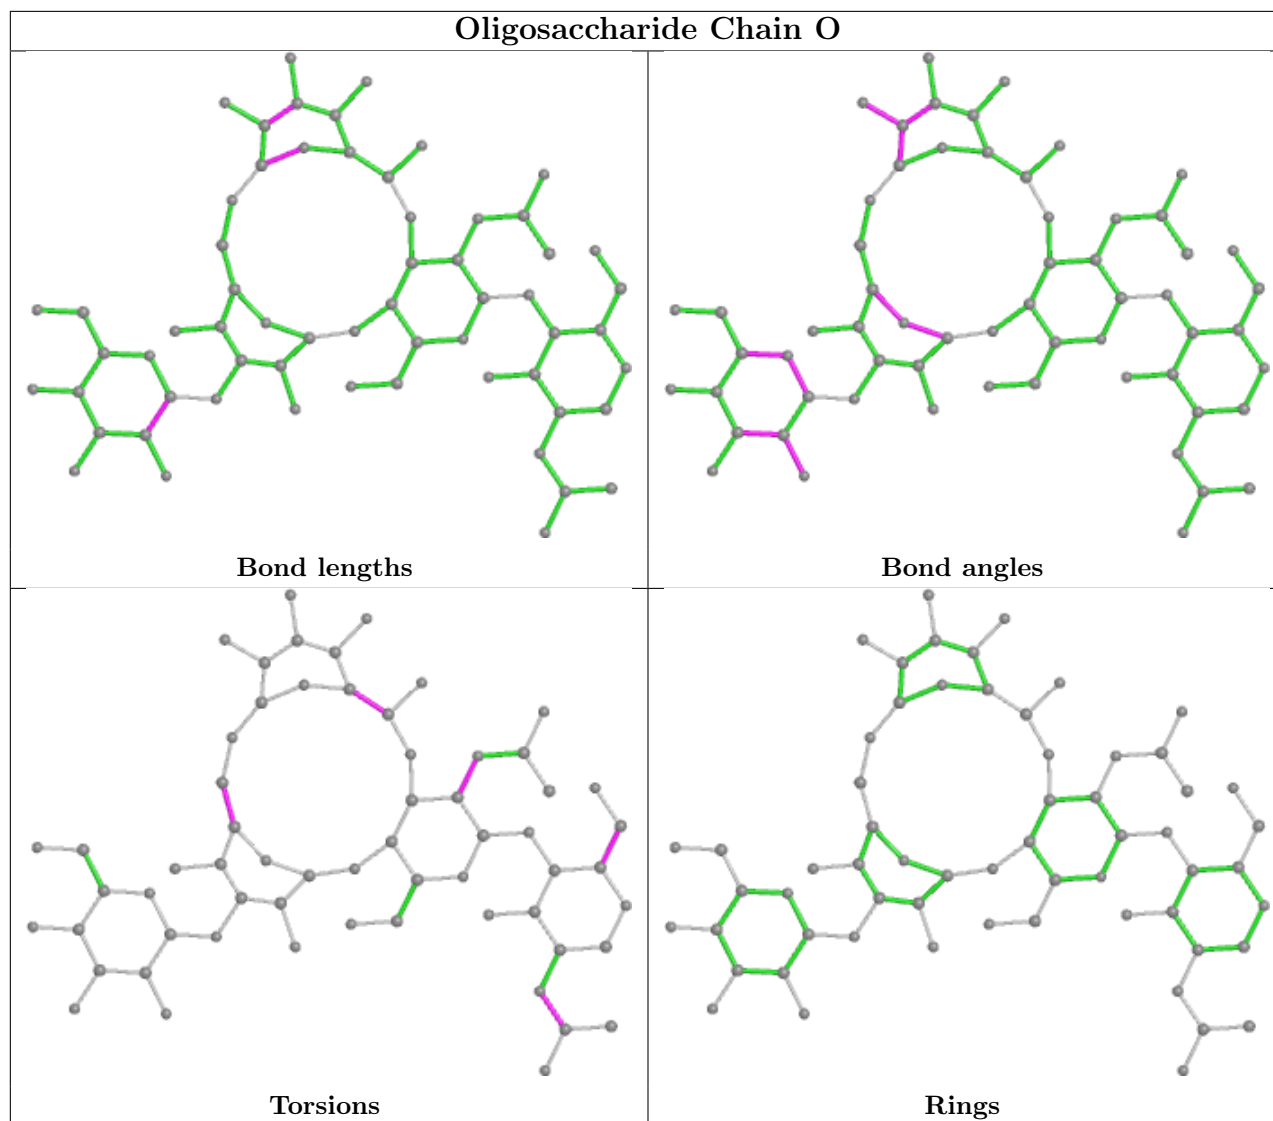 Oligosaccharide Chain O
Bond lengths
Bond angles
Torsions
Rings